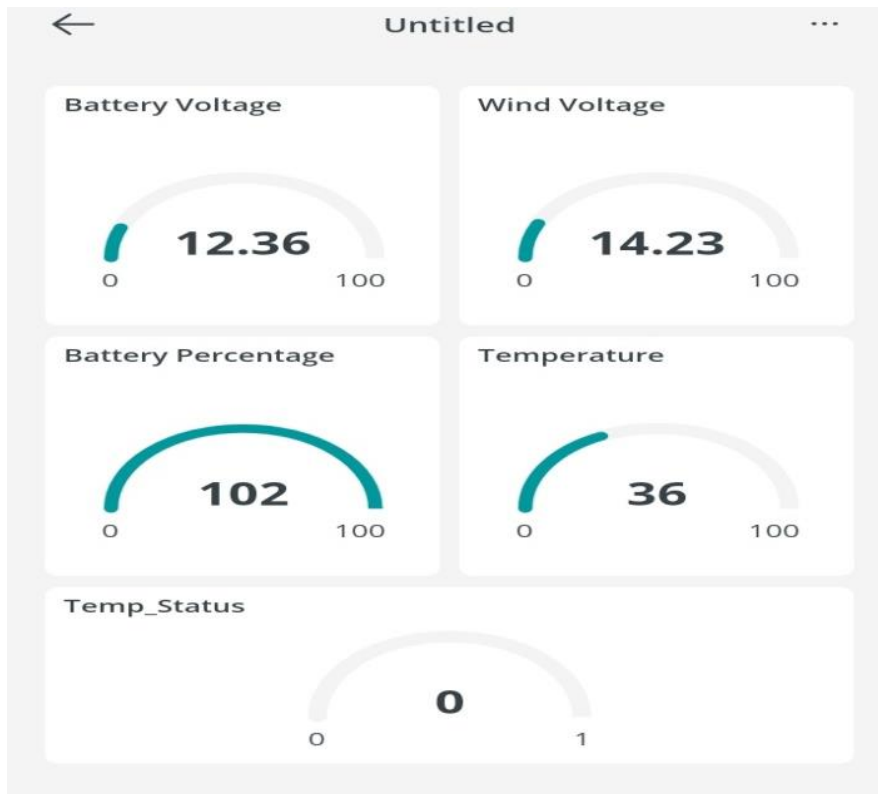 Untitled
...
Battery Voltage
12.36
0 100
Wind Voltage
14.23
0 100
Battery Percentage
102
0 100
Temperature
36
0 100
Temp_Status
0
0 1